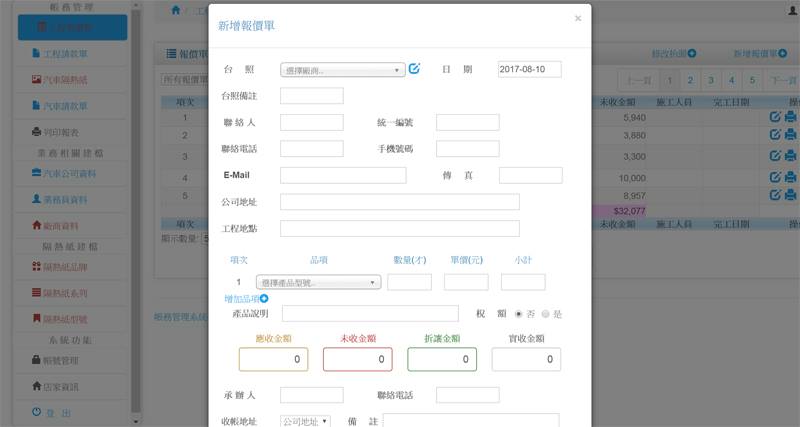 帳務管理
工程請款單
汽車隔熱紙
汽車請款單
列印報表
業務相關建檔
汽車公司資料
業務員資料
廠商資料
隔熱紙建檔
隔熱紙品牌
隔熱紙系列
隔熱紙型號
系統功能
帳號管理
店家資訊
登 出
新增報價單 ×
台 照 選擇廠商.. 日 期 2017-08-10
台照備註
聯 絡 人 統一編號
聯絡電話 手機號碼
E-Mail 傳 真
公司地址
工程地點
項次 品項 數量(才) 單價(元) 小計
1 選擇產品型號..
增加品項
產品說明 稅 額 否 是
應收金額 未收金額 折讓金額 實收金額
0 0 0 0
承 辦 人 聯絡電話
收帳地址 公司地址 備 註
/ 工程
報價單
所有報價單
項次
1
2
3
4
5
項次
顯示數量: 5
帳務管理系統
修改抬頭 新增報價單
上一頁 1 2 3 4 5 下一頁
未收金額 施工人員 完工日期 操
5,940
3,880
3,300
10,000
8,957
$32,077
未收金額 施工人員 完工日期 操